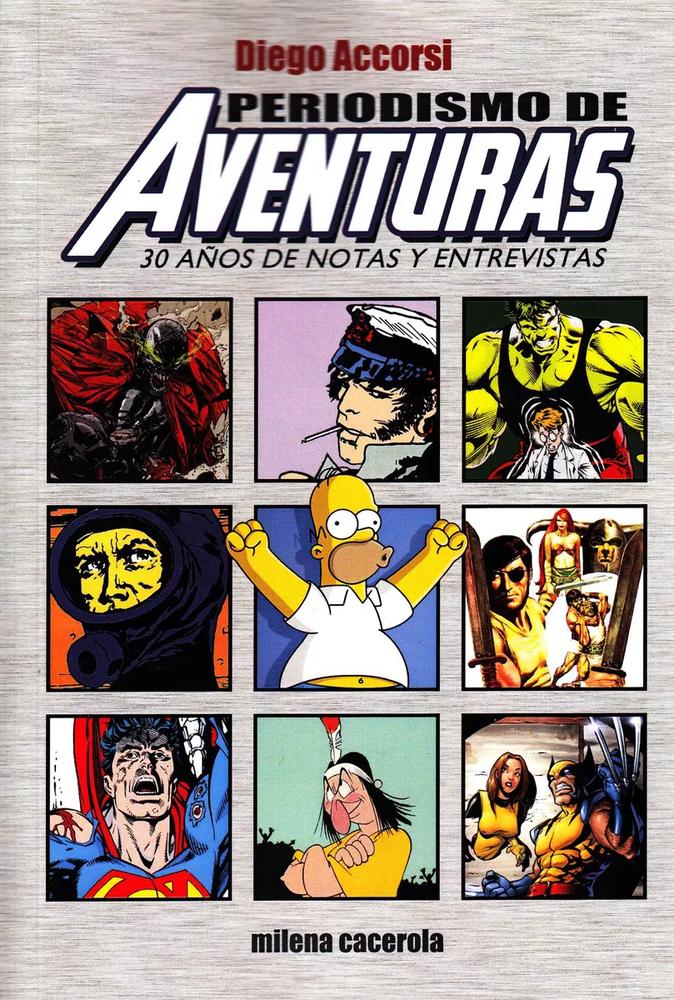 Diego Accorsi
PERIODISMO DE
AVENTURAS
30 AÑOS DE NOTAS Y ENTREVISTAS
milena cacerola